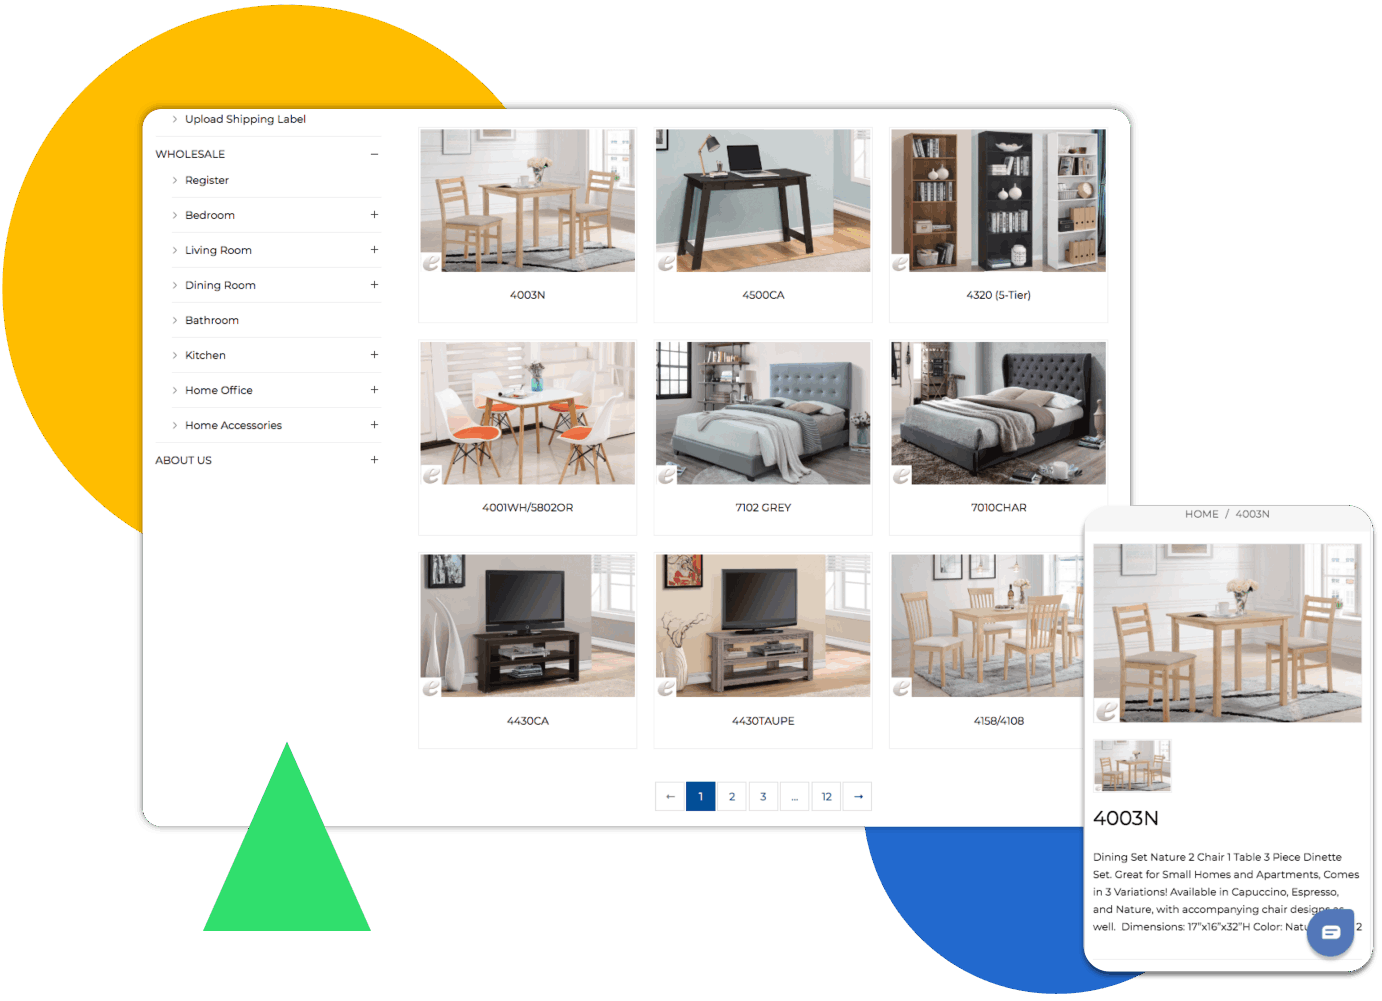 Upload Shipping Label
WHOLESALE −
Register
Bedroom +
Living Room +
Dining Room +
Bathroom
Kitchen +
Home Office +
Home Accessories +
ABOUT US +
4003N
4500CA
4320 (5-Tier)
4001WH/5802OR
7102 GREY
7010CHAR
4430CA
4430TAUPE
4158/4108
← 1 2 3 ... 12 →
HOME / 4003N
4003N
Dining Set Nature 2 Chair 1 Table 3 Piece Dinette
Set. Great for Small Homes and Apartments, Comes
in 3 Variations! Available in Capuccino, Espresso,
and Nature, with accompanying chair designs as
well. Dimensions: 17”x16”x32”H Color: 2